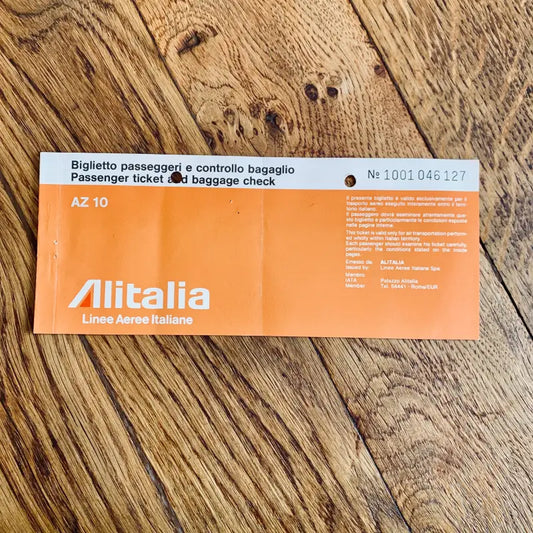 Biglietto passeggeri e controllo bagaglio
Passenger ticket and baggage check
№ 1001 046 127
AZ 10
Il presente biglietto è valido esclusivamente per il
trasporto aereo eseguito interamente entro il terri-
torio italiano.
Il passeggero dovrà esaminare attentamente que-
sto biglietto e particolarmente le condizioni esposte
nelle pagine interne.
This ticket is valid only for air transportation perform-
ed wholly within Italian territory.
Each passenger should examine his ticket carefully,
particularly the conditions stated on the inside
pages.
Emesso da ALITALIA
Issued by: Linee Aeree Italiane Spa
Membro
IATA Palazzo Alitalia
Member Tel. 54441 - Roma/EUR
Alitalia
Linee Aeree Italiane